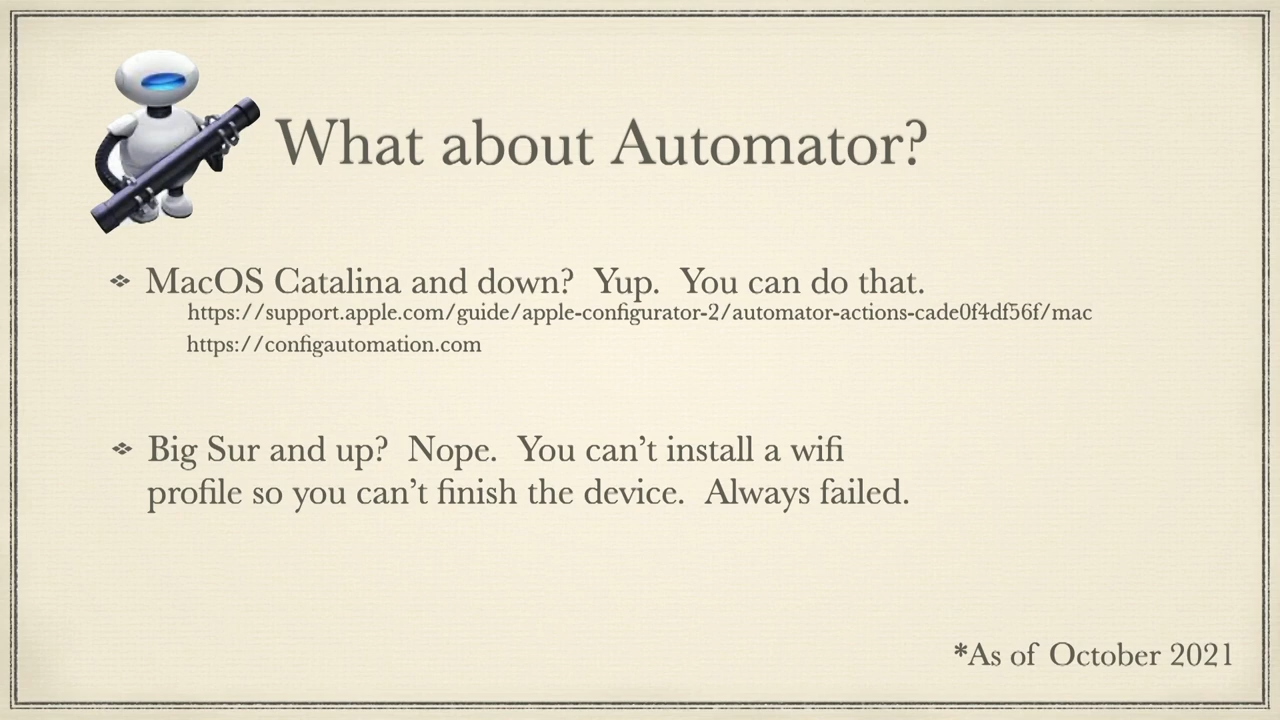 What about Automator?
MacOS Catalina and down?  Yup.  You can do that.
https://support.apple.com/guide/apple-configurator-2/automator-actions-cade0f4df56f/mac
https://configautomation.com
Big Sur and up?  Nope.  You can’t install a wifi
profile so you can’t finish the device.  Always failed.
*As of October 2021